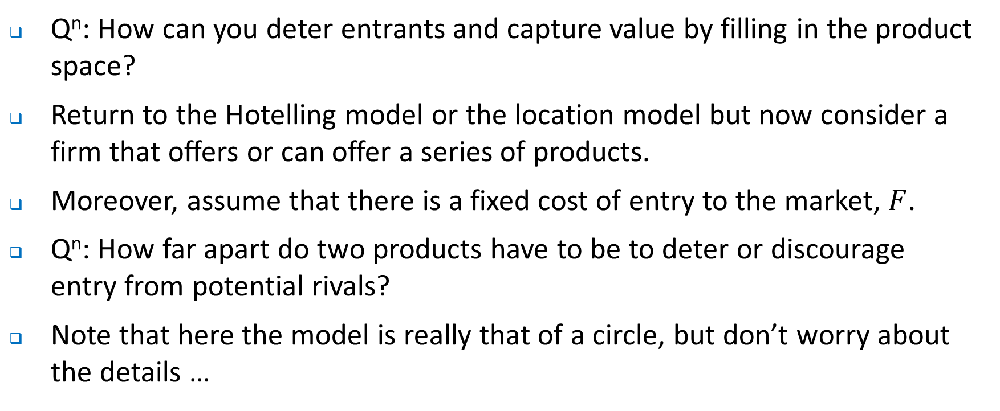 Qⁿ: How can you deter entrants and capture value by filling in the product
space?
Return to the Hotelling model or the location model but now consider a
firm that offers or can offer a series of products.
Moreover, assume that there is a fixed cost of entry to the market, F.
Qⁿ: How far apart do two products have to be to deter or discourage
entry from potential rivals?
Note that here the model is really that of a circle, but don’t worry about
the details ...